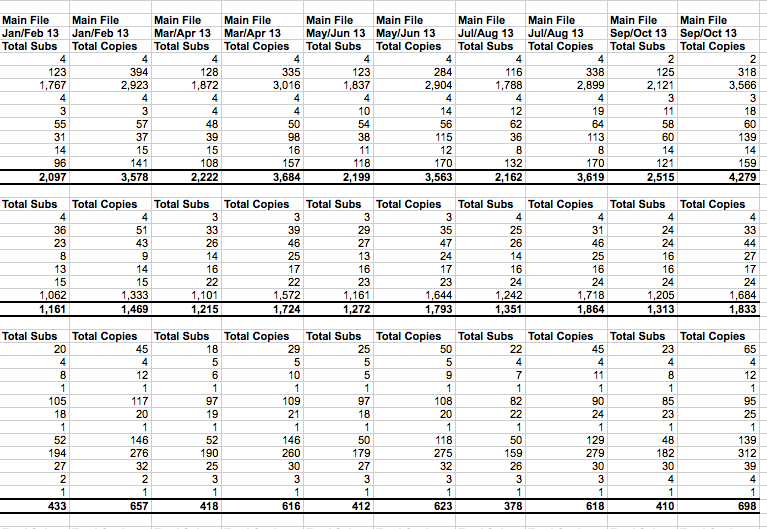 Main File Main File Main File Main File Main File Main File Main File Main File Main File Main File
Jan/Feb 13 Jan/Feb 13 Mar/Apr 13 Mar/Apr 13 May/Jun 13 May/Jun 13 Jul/Aug 13 Jul/Aug 13 Sep/Oct 13 Sep/Oct 13
Total Subs Total Copies Total Subs Total Copies Total Subs Total Copies Total Subs Total Copies Total Subs Total Copies
4 4 4 4 4 4 4 4 2 2
123 394 128 335 123 284 116 338 125 318
1,767 2,923 1,872 3,016 1,837 2,904 1,788 2,899 2,121 3,566
4 4 4 4 4 4 4 4 3 3
3 3 4 4 10 14 12 19 11 18
55 57 48 50 54 56 62 64 58 60
31 37 39 98 38 115 36 113 60 139
14 15 15 16 11 12 8 8 14 14
96 141 108 157 118 170 132 170 121 159
2,097 3,578 2,222 3,684 2,199 3,563 2,162 3,619 2,515 4,279
Total Subs Total Copies Total Subs Total Copies Total Subs Total Copies Total Subs Total Copies Total Subs Total Copies
4 4 3 3 3 3 4 4 4 4
36 51 33 39 29 35 25 31 24 33
23 43 26 46 27 47 26 46 24 44
8 9 14 25 13 24 14 25 16 27
13 14 16 17 16 17 16 16 16 17
15 15 22 22 23 23 24 24 24 24
1,062 1,333 1,101 1,572 1,161 1,644 1,242 1,718 1,205 1,684
1,161 1,469 1,215 1,724 1,272 1,793 1,351 1,864 1,313 1,833
Total Subs Total Copies Total Subs Total Copies Total Subs Total Copies Total Subs Total Copies Total Subs Total Copies
20 45 18 29 25 50 22 45 23 65
4 4 5 5 5 5 4 4 4 4
8 12 6 10 5 9 7 11 8 12
1 1 1 1 1 1 1 1 1 1
105 117 97 109 97 108 82 90 85 95
18 20 19 21 18 20 22 24 23 25
1 1 1 1 1 1 1 1 1 1
52 146 52 146 50 118 50 129 48 139
194 276 190 260 179 275 159 279 182 312
27 32 25 30 27 32 26 30 30 39
2 2 3 3 3 3 3 3 4 4
1 1 1 1 1 1 1 1 1 1
433 657 418 616 412 623 378 618 410 698